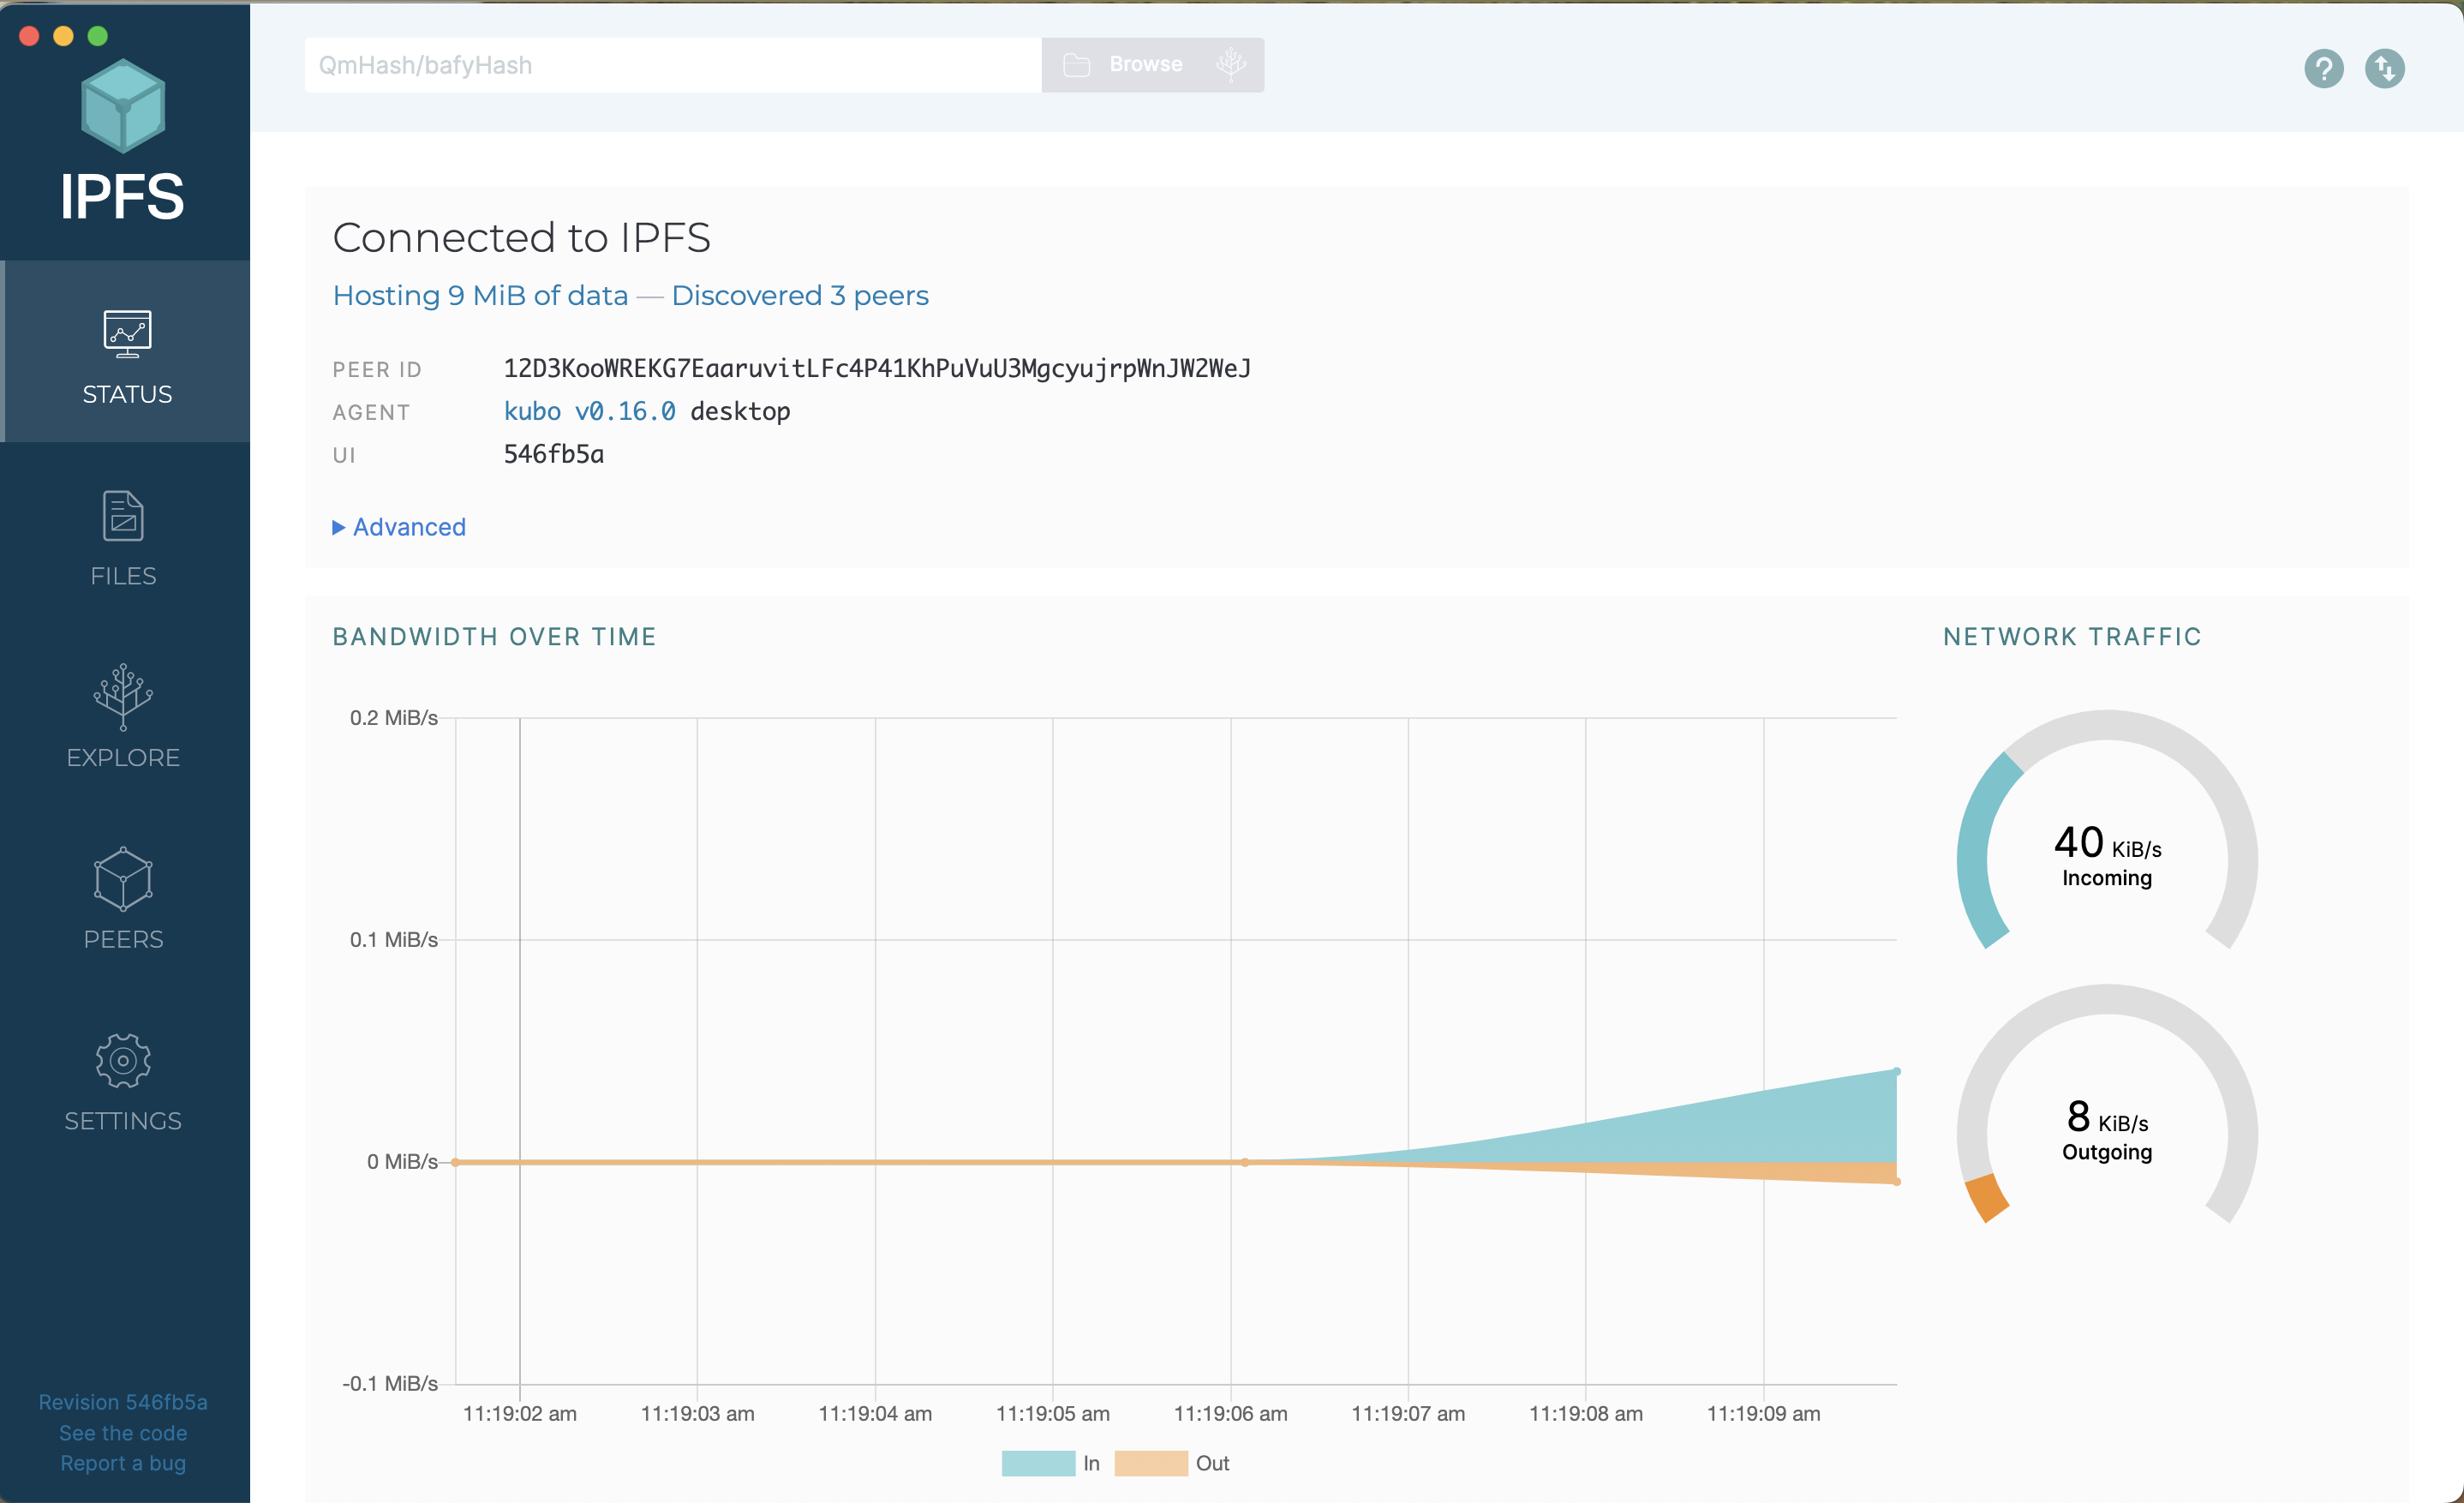 IPFS
STATUS
FILES
EXPLORE
PEERS
SETTINGS
Revision 546fb5a
See the code
Report a bug
QmHash/bafyHash
Browse
?
Connected to IPFS
Hosting 9 MiB of data — Discovered 3 peers
PEER ID 12D3KooWREKG7EaaruvitLFc4P41KhPuVuU3MgcyujrpWnJW2WeJ
AGENT kubo v0.16.0 desktop
UI 546fb5a
Advanced
BANDWIDTH OVER TIME
0.2 MiB/s
0.1 MiB/s
0 MiB/s
-0.1 MiB/s
11:19:02 am 11:19:03 am 11:19:04 am 11:19:05 am 11:19:06 am 11:19:07 am 11:19:08 am 11:19:09 am
In Out
NETWORK TRAFFIC
40 KiB/s
Incoming
8 KiB/s
Outgoing